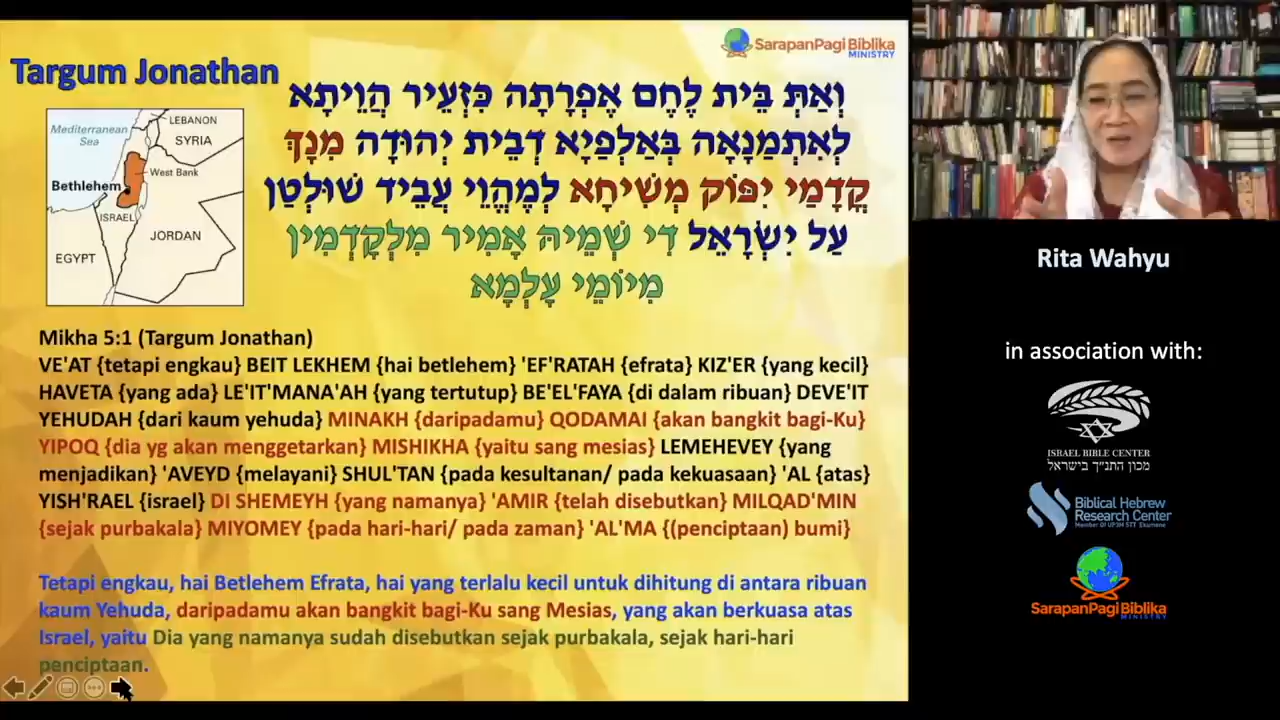 SarapanPagi Biblika
MINISTRY
Targum Jonathan
וְאַתְּ בֵּית לֶחֶם אֶפְרָתָה כִּזְעֵיר הֲוֵיתָא
לְאִתְמַנָאָה בְּאַלְפַיָא דְבֵית יְהוּדָה מִנָךְ
קֳדָמַי יִפּוֹק מְשִׁיחָא לְמֶהֱוֵי עֲבֵיד שׁוּלְטַן
עַל יִשְׂרָאֵל דִי שְׁמֵיהּ אָמִיר מִלְקָדְמִין
מִיוֹמֵי עָלְמָא
Mediterranean
Sea
LEBANON
SYRIA
West Bank
Bethlehem
ISRAEL
JORDAN
EGYPT
Mikha 5:1 (Targum Jonathan)
VE'AT {tetapi engkau} BEIT LEKHEM {hai betlehem} 'EF'RATAH {efrata} KIZ'ER {yang kecil}
HAVETA {yang ada} LE'IT'MANA'AH {yang tertutup} BE'EL'FAYA {di dalam ribuan} DEVE'IT
YEHUDAH {dari kaum yehuda} MINAKH {daripadamu} QODAMAI {akan bangkit bagi-Ku}
YIPOQ {dia yg akan menggetarkan} MISHIKHA {yaitu sang mesias} LEMEHEVEY {yang
menjadikan} 'AVEYD {melayani} SHUL'TAN {pada kesultanan/ pada kekuasaan} 'AL {atas}
YISH'RAEL {israel} DI SHEMEYH {yang namanya} 'AMIR {telah disebutkan} MILQAD'MIN
{sejak purbakala} MIYOMEY {pada hari-hari/ pada zaman} 'AL'MA {(penciptaan) bumi}
Tetapi engkau, hai Betlehem Efrata, hai yang terlalu kecil untuk dihitung di antara ribuan
kaum Yehuda, daripadamu akan bangkit bagi-Ku sang Mesias, yang akan berkuasa atas
Israel, yaitu Dia yang namanya sudah disebutkan sejak purbakala, sejak hari-hari
penciptaan.
Rita Wahyu
in association with:
ISRAEL BIBLE CENTER
מכון התנ״ך בישראל
Biblical Hebrew
Research Center
Member Of UPSM STT Ekumene
SarapanPagi Biblika
MINISTRY